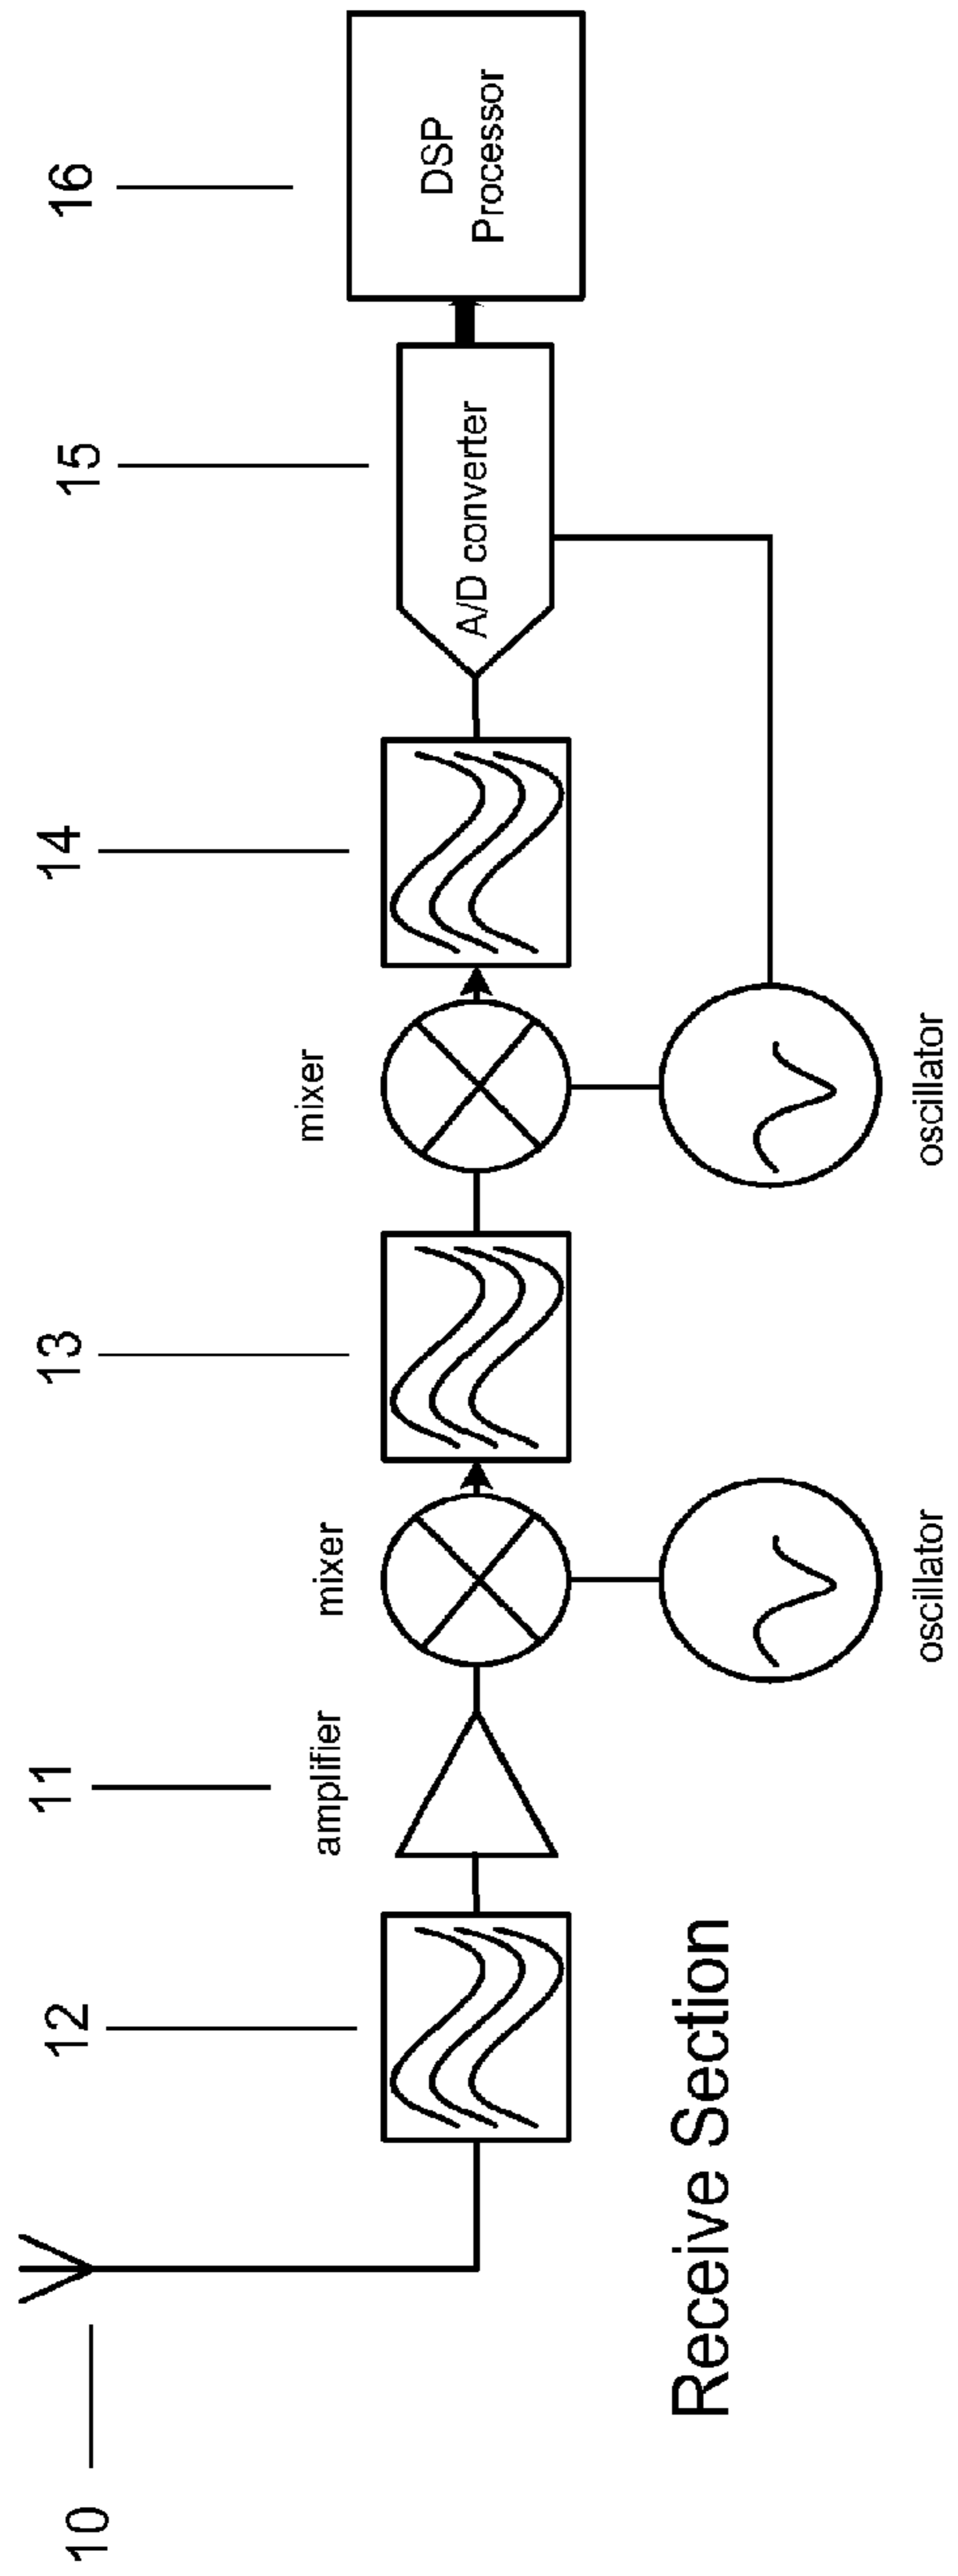 10
12
11
13
14
15
16
amplifier
mixer
mixer
A/D converter
DSP
Processor
oscillator
oscillator
Receive Section